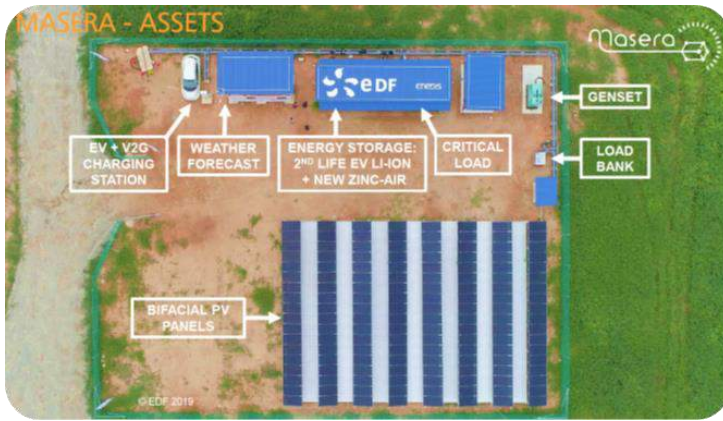 MASERA - ASSETS
masera
eDF
enesis
GENSET
EV + V2G
CHARGING
STATION
WEATHER
FORECAST
ENERGY STORAGE:
2ND LIFE EV LI-ION
+ NEW ZINC-AIR
CRITICAL
LOAD
LOAD
BANK
BIFACIAL PV
PANELS
© EDF 2019